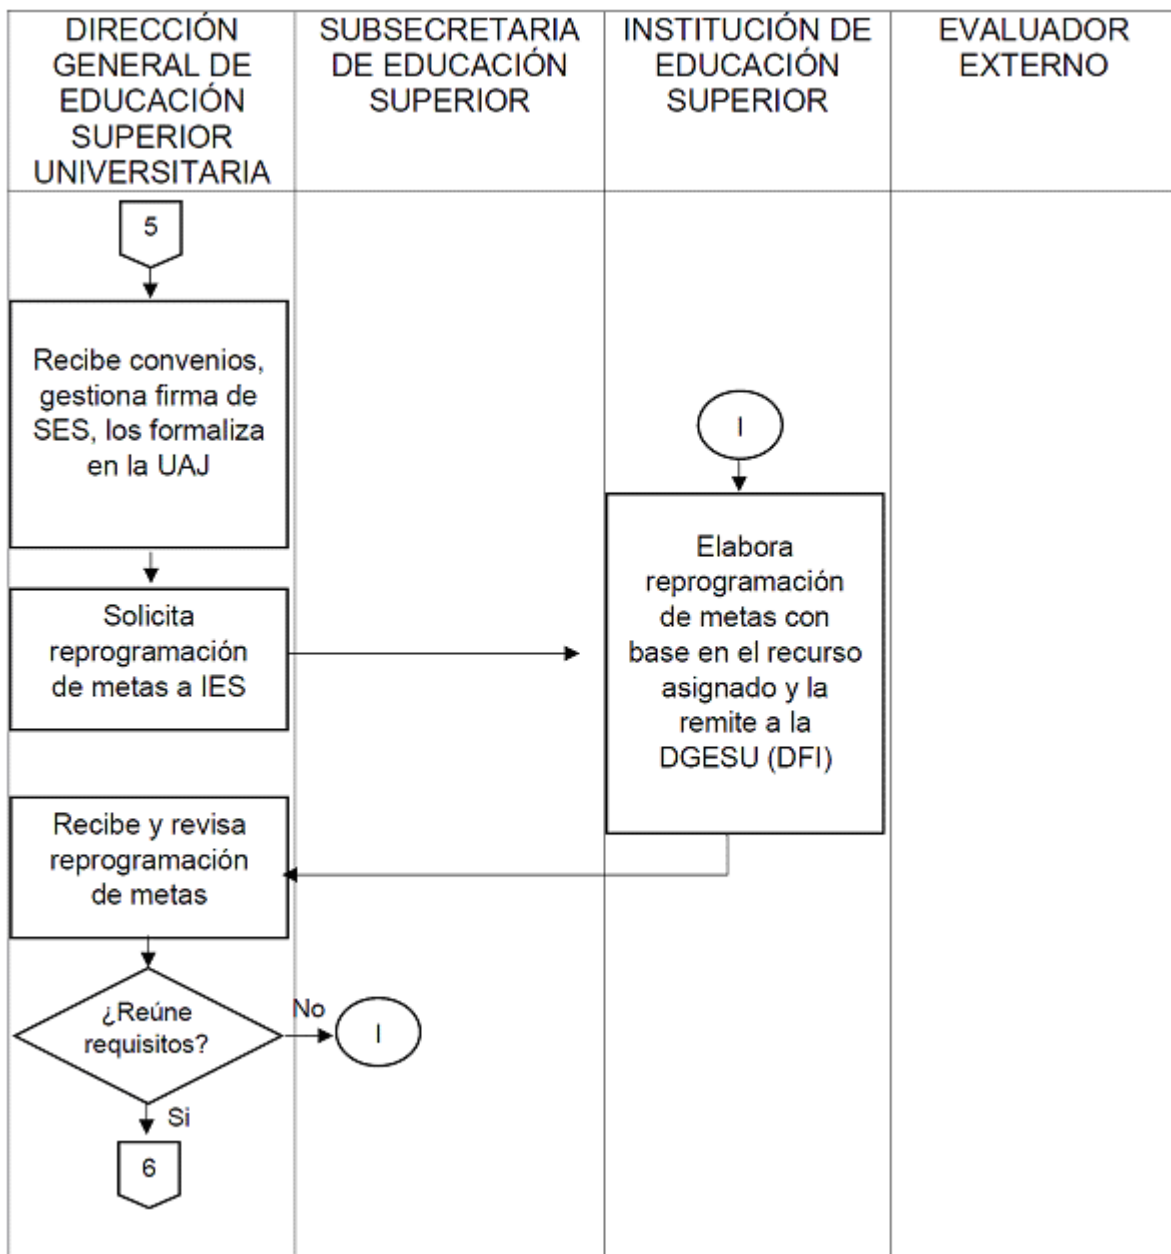 DIRECCIÓN
GENERAL DE
EDUCACIÓN
SUPERIOR
UNIVERSITARIA
SUBSECRETARIA
DE EDUCACIÓN
SUPERIOR
INSTITUCIÓN DE
EDUCACIÓN
SUPERIOR
EVALUADOR
EXTERNO
5
Recibe convenios,
gestiona firma de
SES, los formaliza
en la UAJ
I
Elabora
reprogramación
de metas con
base en el recurso
asignado y la
remite a la
DGESU (DFI)
Solicita
reprogramación
de metas a IES
Recibe y revisa
reprogramación
de metas
¿Reúne
requisitos?
No
I
Si
6